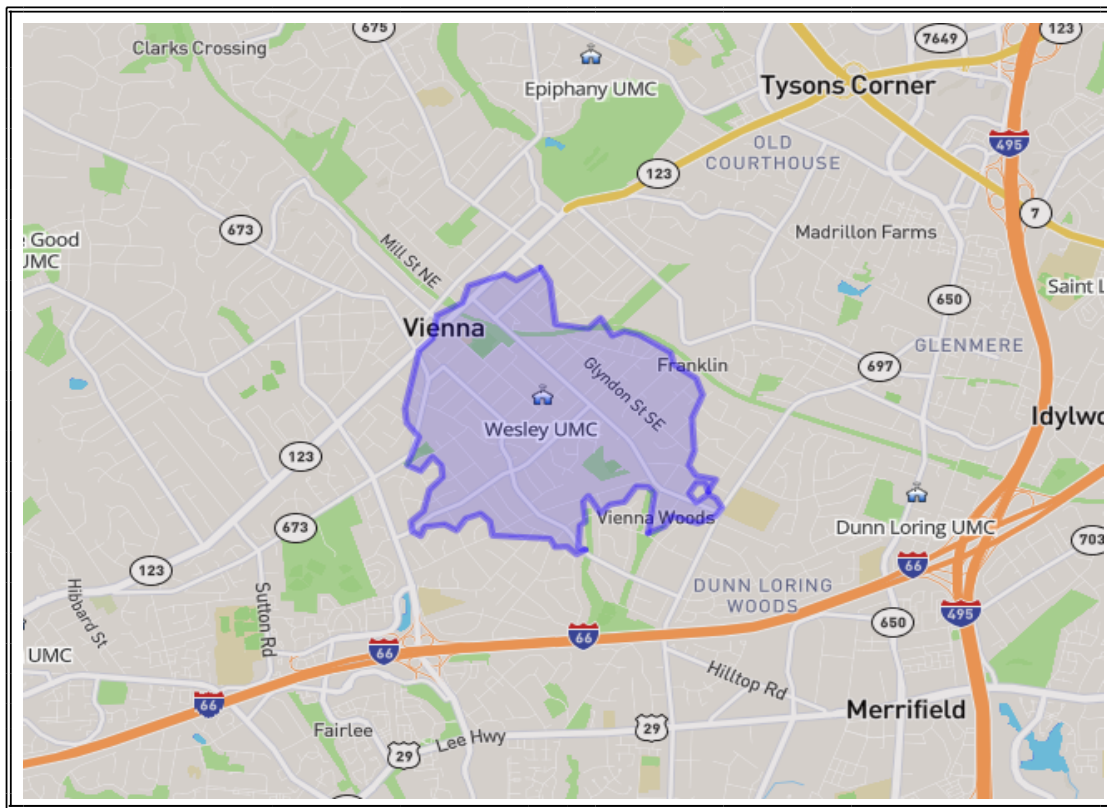 675
123
Clarks Crossing
7649
Epiphany UMC
Tysons Corner
OLD
COURTHOUSE
495
123
7
673
e Good
UMC
Mill St NE
Madrillon Farms
Saint L
650
Vienna
GLENMERE
Franklin
697
Glyndon St SE
Idylwo
Wesley UMC
123
673
Vienna Woods
Dunn Loring UMC
703
123
66
DUNN LORING
WOODS
Hibbard St
Sutton Rd
495
650
66
66
UMC
Hilltop Rd
66
Merrifield
Fairlee
29
Lee Hwy
29